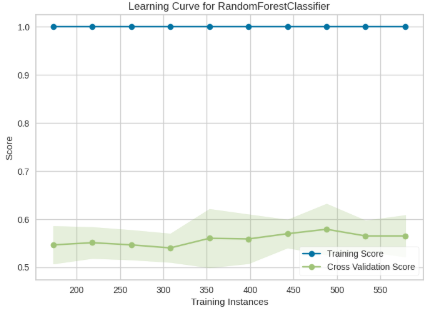 Learning Curve for RandomForestClassifier
1.0
0.9
0.8
0.7
0.6
0.5
Score
200
250
300
350
400
450
500
550
Training Instances
Training Score
Cross Validation Score